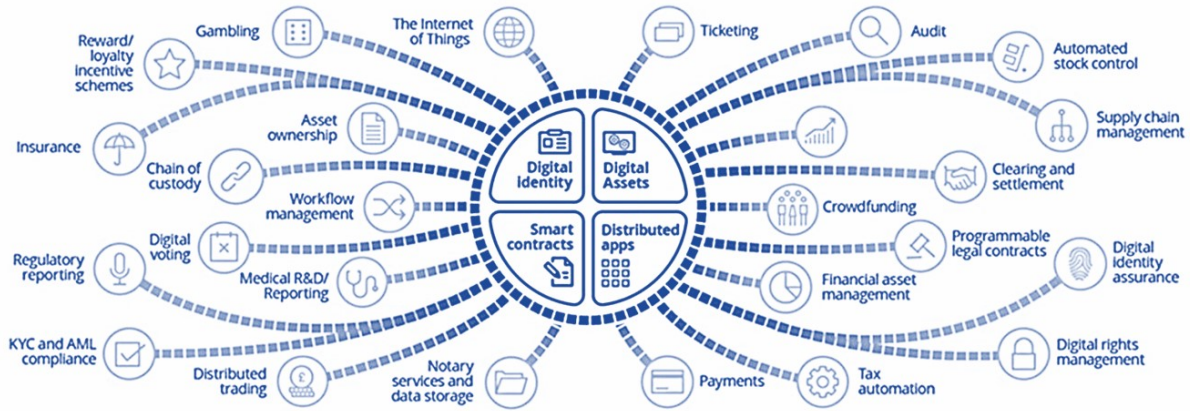 Gambling
The Internet
of Things
Ticketing
Audit
Reward/
loyalty
incentive
schemes
Automated
stock control
Insurance
Asset
ownership
Supply chain
management
Chain of
custody
Digital
Identity
Digital
Assets
Clearing and
settlement
Workflow
management
Crowdfunding
Digital
voting
Smart
contracts
Distributed
apps
Programmable
legal contracts
Digital
identity
assurance
Regulatory
reporting
Medical R&D/
Reporting
Financial asset
management
KYC and AML
compliance
Distributed
trading
£
Notary
services and
data storage
Payments
Tax
automation
Digital rights
management